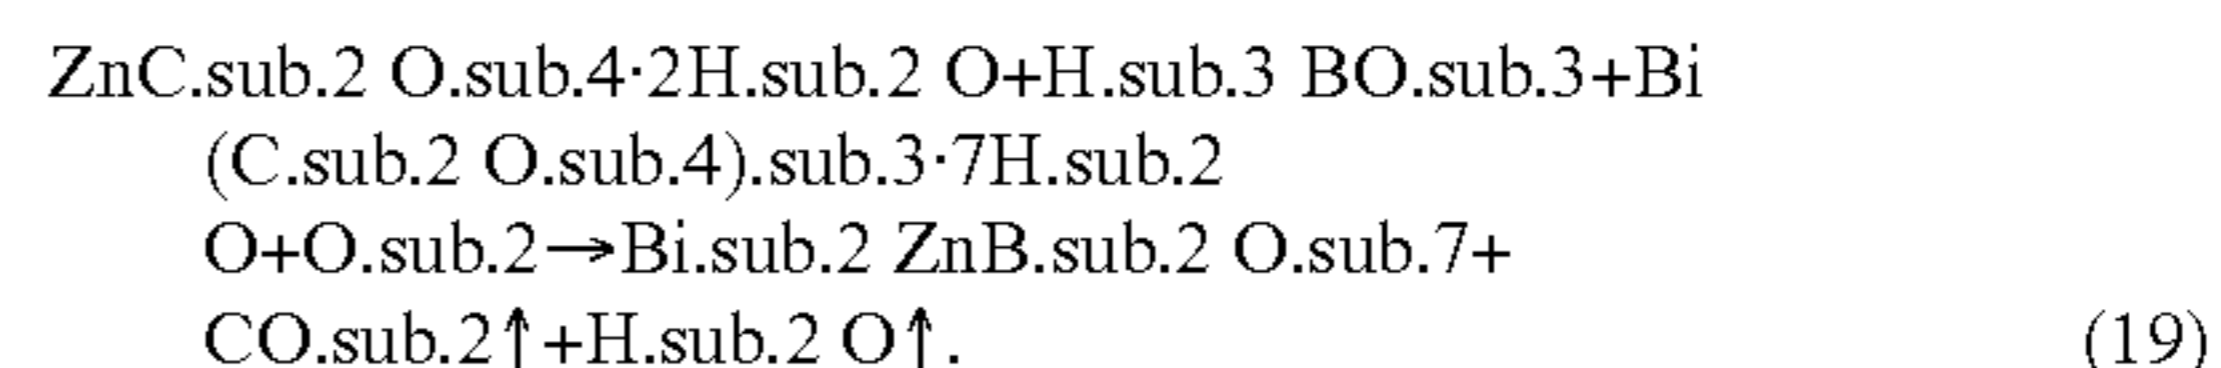 ZnC.sub.2 O.sub.4·2H.sub.2 O+H.sub.3 BO.sub.3+Bi
(C.sub.2 O.sub.4).sub.3·7H.sub.2
O+O.sub.2→Bi.sub.2 ZnB.sub.2 O.sub.7+
CO.sub.2↑+H.sub.2 O↑. (19)